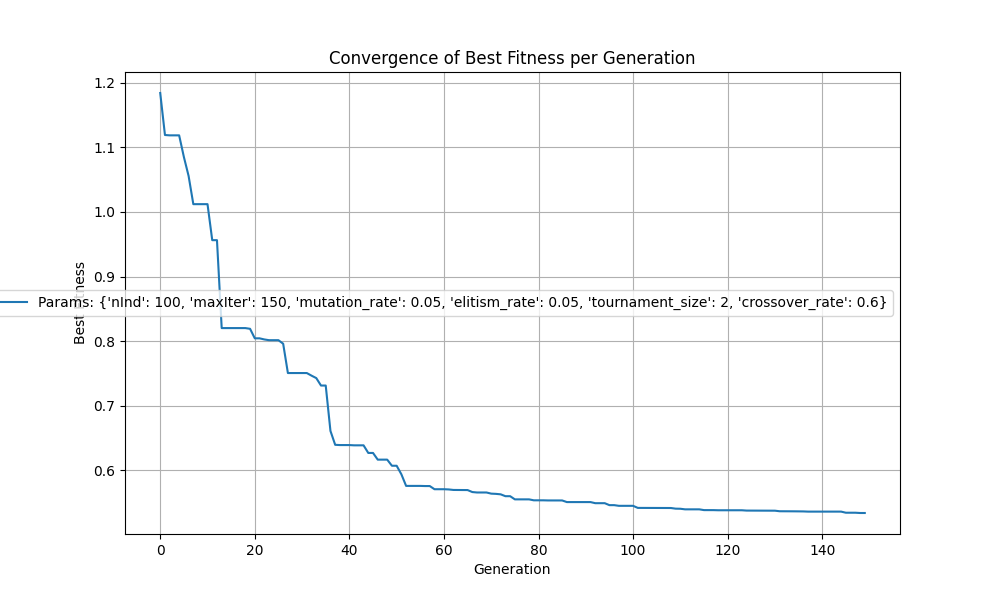 Convergence of Best Fitness per Generation
1.2
1.1
1.0
0.9
0.8
0.7
0.6
Best
Params: {'nInd': 100, 'maxIter': 150, 'mutation_rate': 0.05, 'elitism_rate': 0.05, 'tournament_size': 2, 'crossover_rate': 0.6}
0 20 40 60 80 100 120 140
Generation